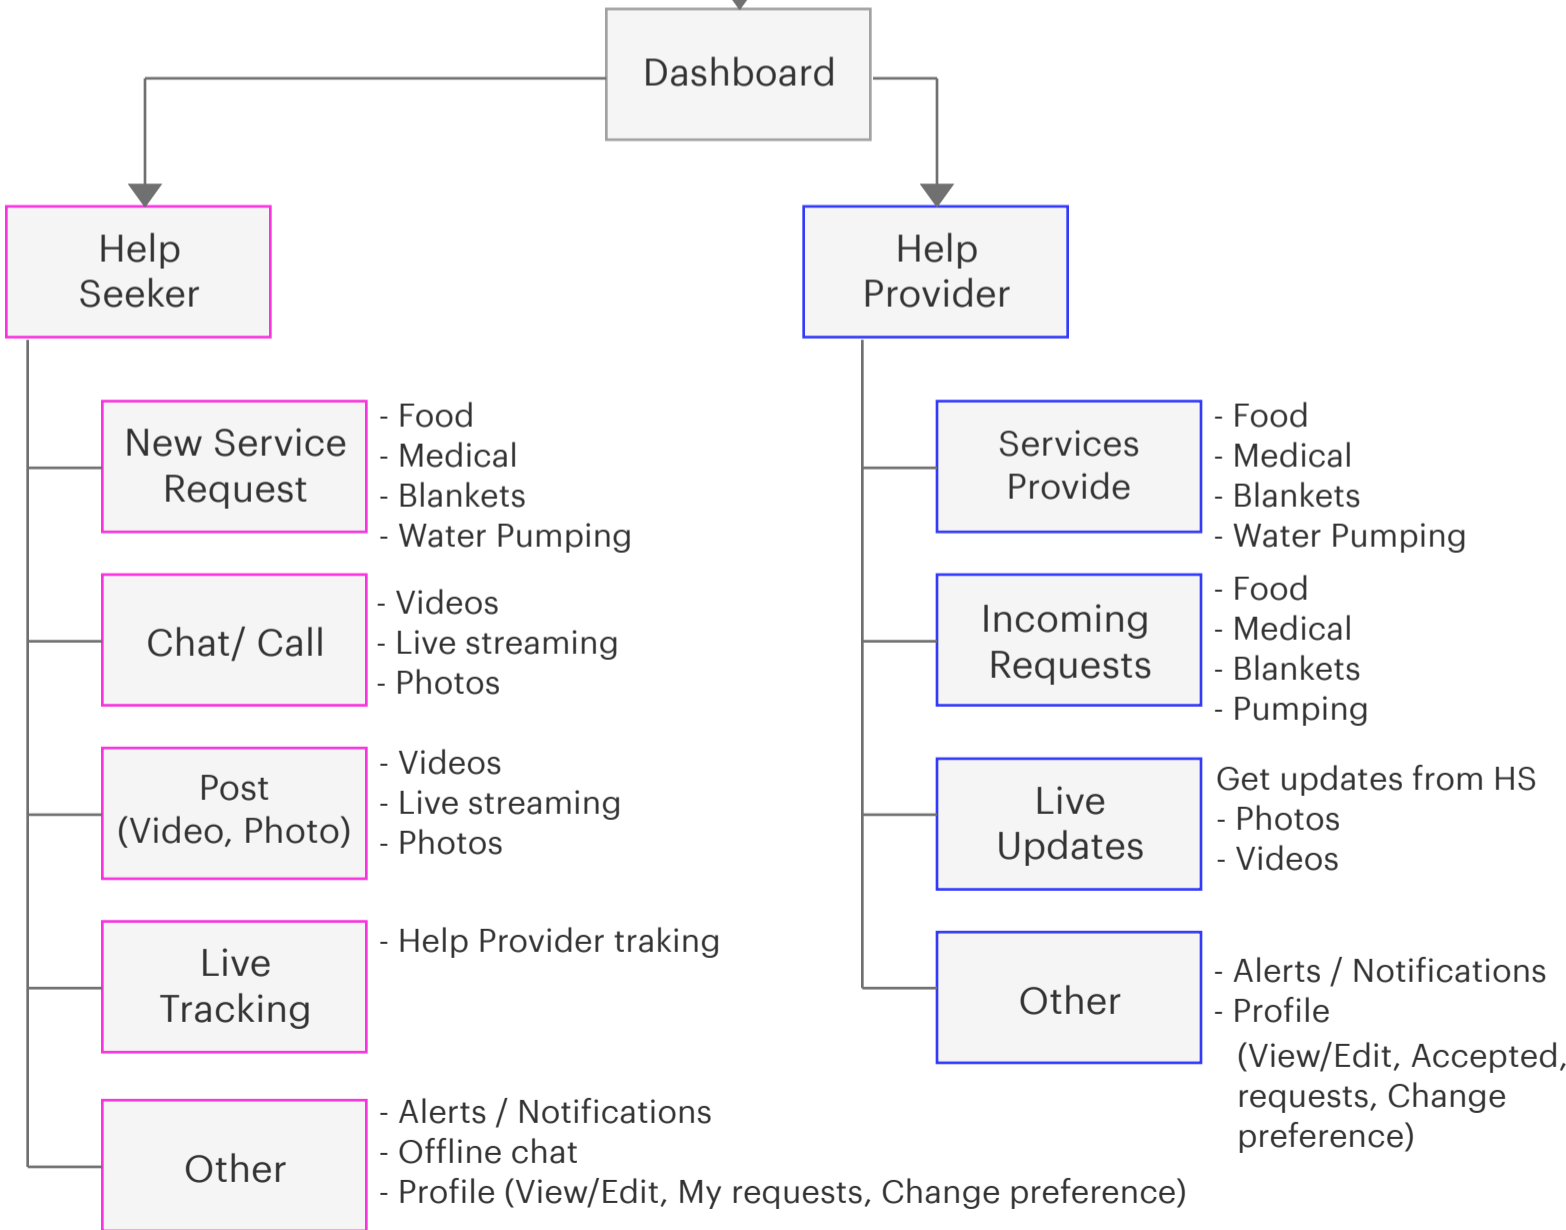 Dashboard
Help
Seeker
New Service
Request
- Food
- Medical
- Blankets
- Water Pumping
Chat/ Call
- Videos
- Live streaming
- Photos
Post
(Video, Photo)
- Videos
- Live streaming
- Photos
Live
Tracking
- Help Provider traking
Other
- Alerts / Notifications
- Offline chat
- Profile (View/Edit, My requests, Change preference)
Help
Provider
Services
Provide
- Food
- Medical
- Blankets
- Water Pumping
Incoming
Requests
- Food
- Medical
- Blankets
- Pumping
Live
Updates
Get updates from HS
- Photos
- Videos
Other
- Alerts / Notifications
- Profile
(View/Edit, Accepted,
requests, Change
preference)